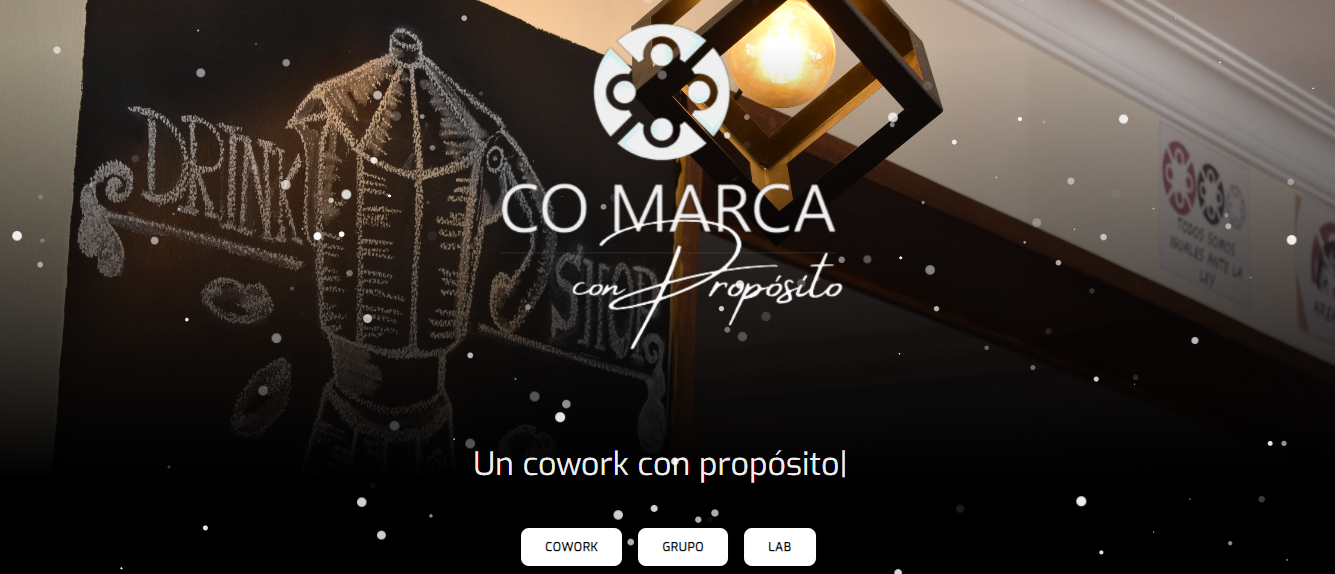 DRINK
SHOP
CO MARCA
con Propósito
TODOS SOMOS
IGUALES ANTE LA
LEY
Un cowork con propósito|
COWORK
GRUPO
LAB